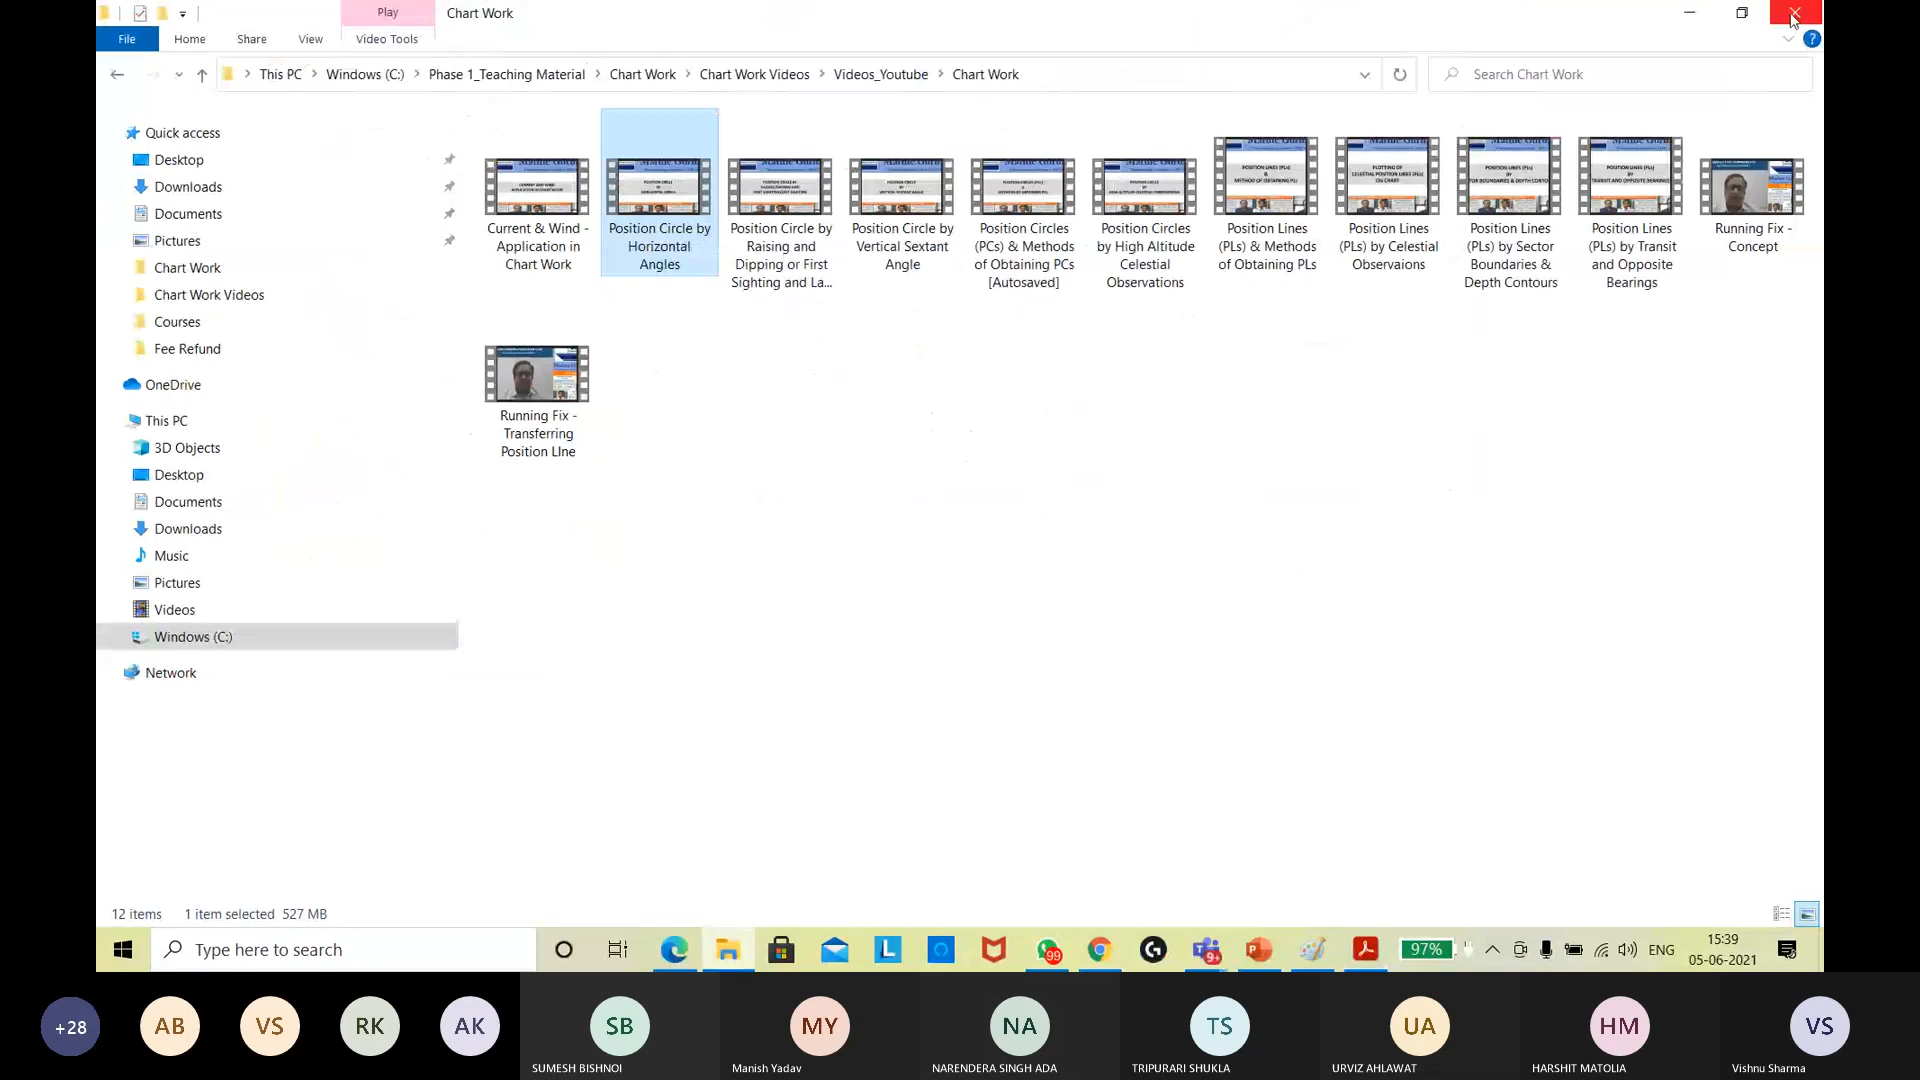 Play
Chart Work
File
Home
Share
View
Video Tools
This PC
Windows (C:)
Phase 1_Teaching Material
Chart Work
Chart Work Videos
Videos_Youtube
Chart Work
Search Chart Work
Quick access
Desktop
Downloads
Documents
Pictures
Chart Work
Chart Work Videos
Courses
Fee Refund
OneDrive
This PC
3D Objects
Desktop
Documents
Downloads
Music
Pictures
Videos
Windows (C:)
Network
Current & Wind -
Application in
Chart Work
Position Circle by
Horizontal
Angles
Position Circle by
Raising and
Dipping or First
Sighting and La...
Position Circle by
Vertical Sextant
Angle
Position Circles
(PCs) & Methods
of Obtaining PCs
[Autosaved]
Position Circles
by High Altitude
Celestial
Observations
Position Lines
(PLs) & Methods
of Obtaining PLs
Position Lines
(PLs) by Celestial
Observaions
Position Lines
(PLs) by Sector
Boundaries &
Depth Contours
Position Lines
(PLs) by Transit
and Opposite
Bearings
Running Fix -
Concept
Running Fix -
Transferring
Position LIne
12 items
1 item selected 527 MB
Type here to search
99
9+
97%
ENG
15:39
05-06-2021
+28
AB
VS
RK
AK
SB
SUMESH BISHNOI
MY
Manish Yadav
NA
NARENDERA SINGH ADA
TS
TRIPURARI SHUKLA
UA
URVIZ AHLAWAT
HM
HARSHIT MATOLIA
VS
Vishnu Sharma